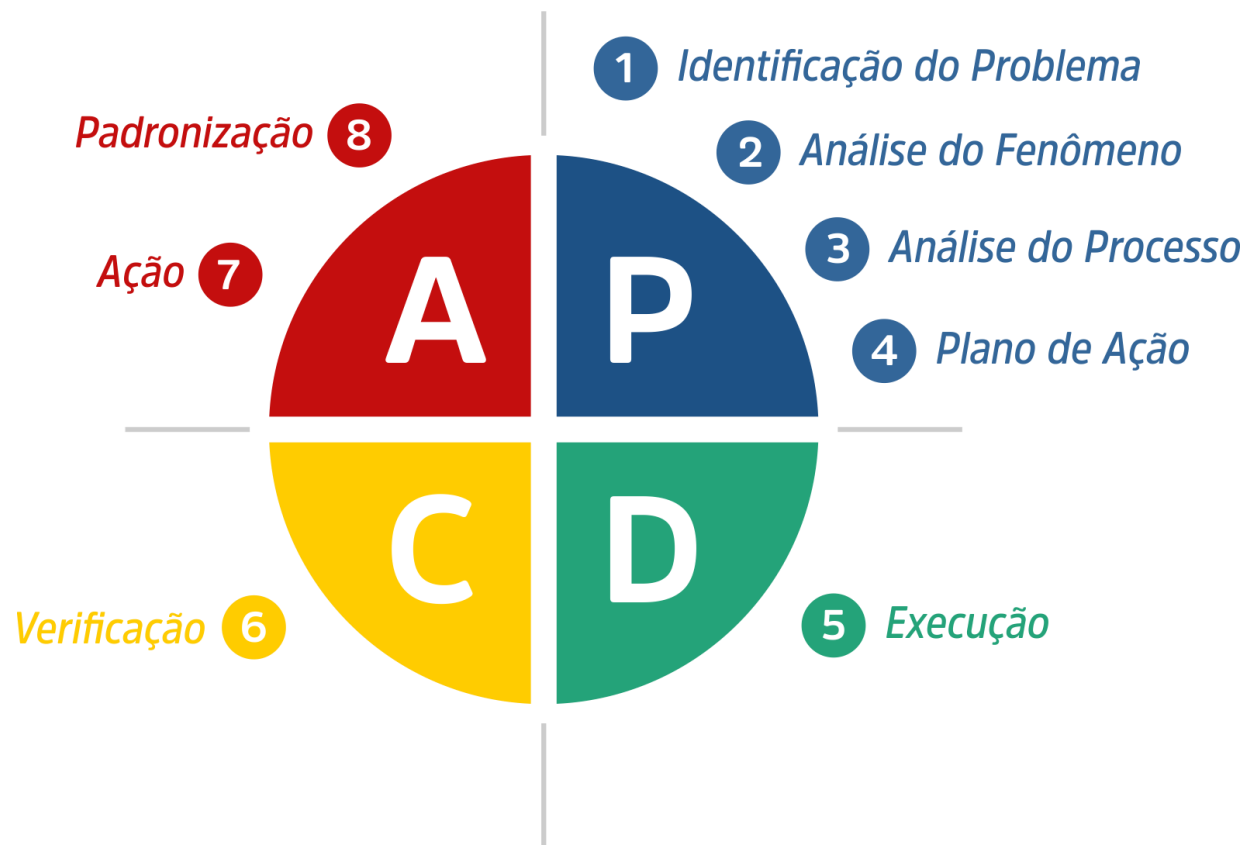 1 Identificação do Problema
2 Análise do Fenômeno
3 Análise do Processo
4 Plano de Ação
5 Execução
Verificação 6
Ação 7
Padronização 8
A P
C D